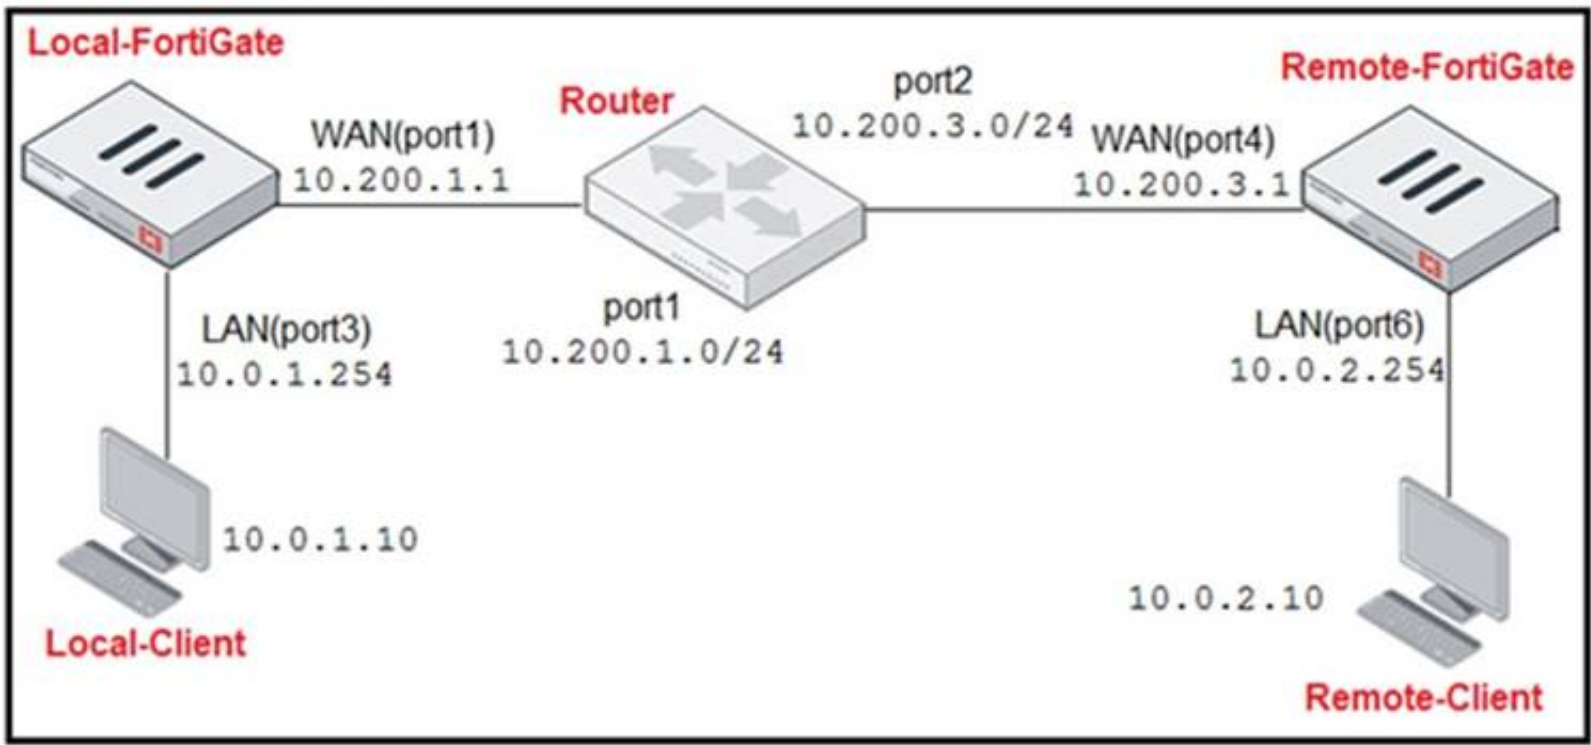 Local-FortiGate
Remote-FortiGate
Router
port2
10.200.3.0/24
WAN(port1)
10.200.1.1
WAN(port4)
10.200.3.1
port1
10.200.1.0/24
LAN(port3)
10.0.1.254
LAN(port6)
10.0.2.254
10.0.1.10
10.0.2.10
Local-Client
Remote-Client